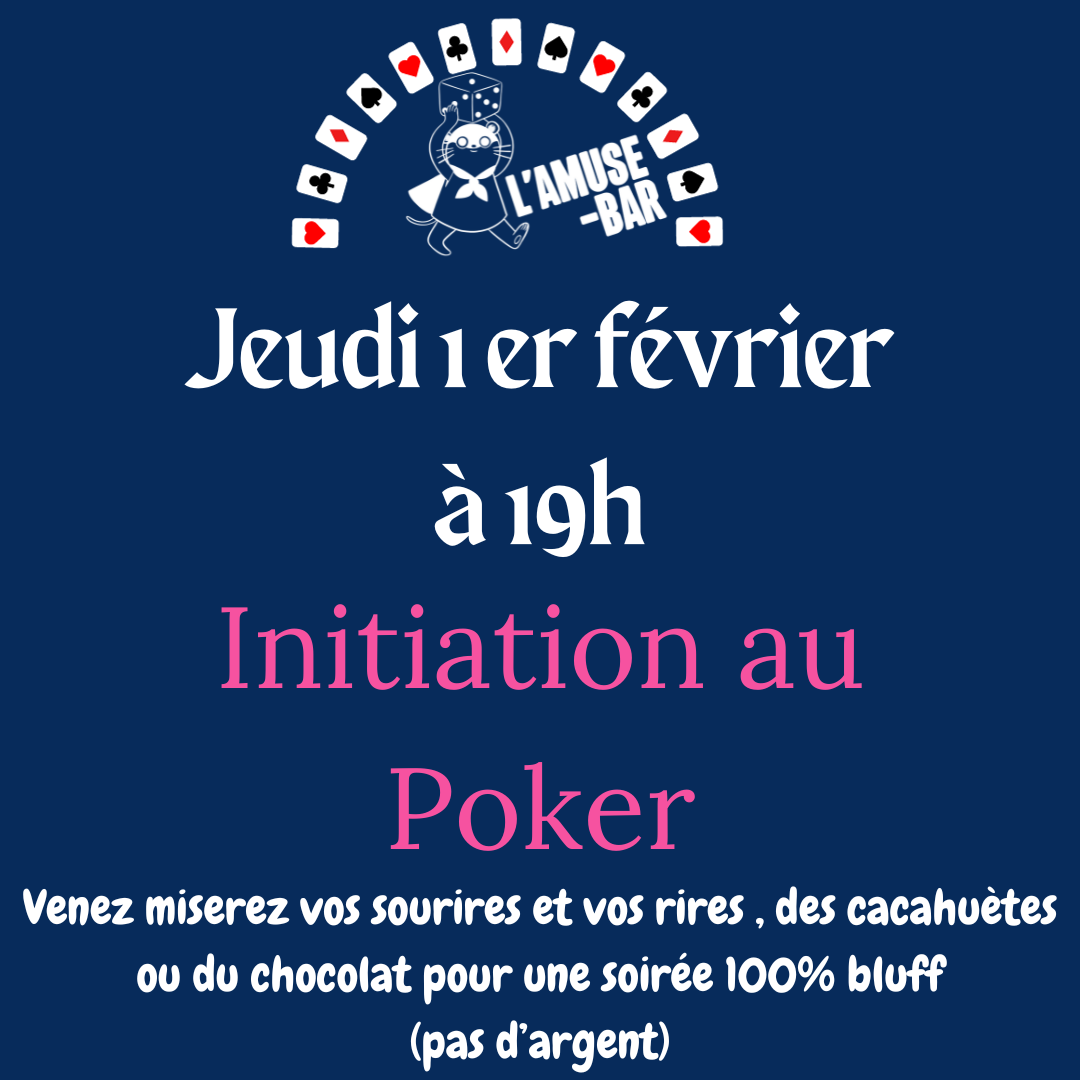 L'AMUSE
-BAR
Jeudi 1 er février
à 19h
Initiation au
Poker
Venez miserez vos sourires et vos rires , des cacahuètes
ou du chocolat pour une soirée 100% bluff
(pas d'argent)